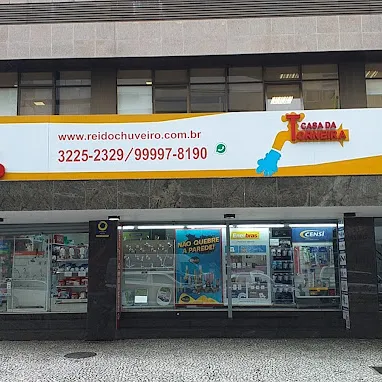 www.reidochuveiro.com.br
3225-2329/99997-8190
CASA DA
TORNEIRA
NÃO QUEBRE
A PAREDE!
CENSI